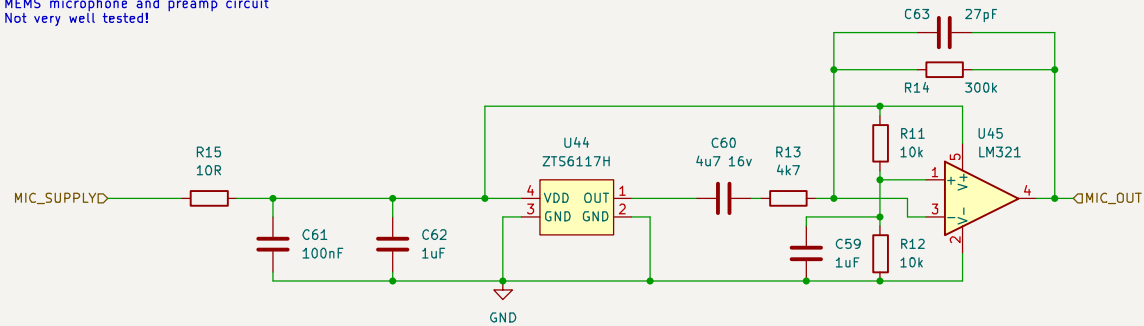 MEMS microphone and preamp circuit
Not very well tested!
C63 27pF
R14 300k
U45
LM321
R11
10k
U44
ZTS6117H
C60
4u7 16v
R13
4k7
R15
10R
MIC_SUPPLY
4 VDD OUT 1
3 GND GND 2
1 + V+ 5
3 - V- 2
4
MIC_OUT
C61
100nF
C62
1uF
C59
1uF
R12
10k
GND